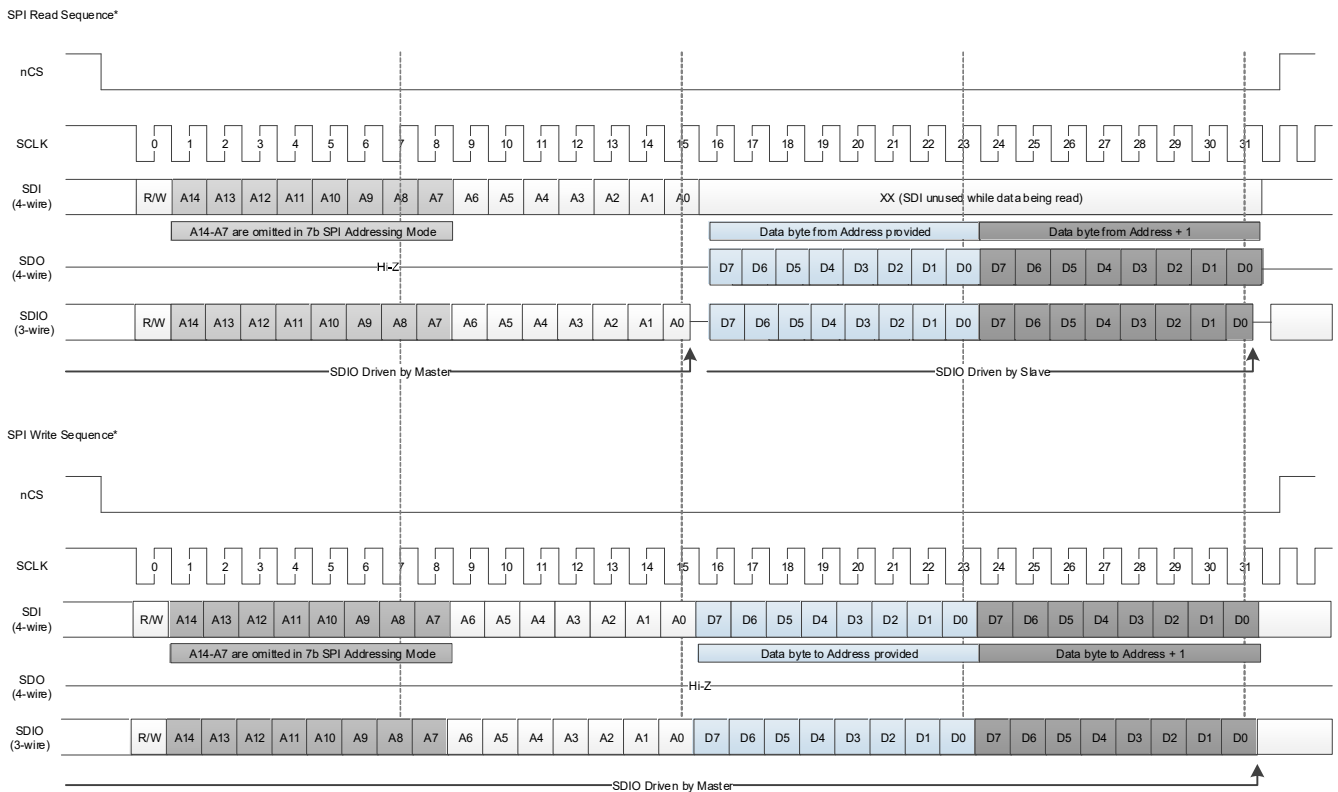 SPI Read Sequence*
nCS
SCLK 0 1 2 3 4 5 6 7 8 9 10 11 12 13 14 15 16 17 18 19 20 21 22 23 24 25 26 27 28 29 30 31
SDI
(4-wire)
R/W A14 A13 A12 A11 A10 A9 A8 A7 A6 A5 A4 A3 A2 A1 A0 XX (SDI unused while data being read)
A14-A7 are omitted in 7b SPI Addressing Mode
Data byte from Address provided
Data byte from Address + 1
SDO
(4-wire)
Hi-Z
D7 D6 D5 D4 D3 D2 D1 D0 D7 D6 D5 D4 D3 D2 D1 D0
SDIO
(3-wire)
R/W A14 A13 A12 A11 A10 A9 A8 A7 A6 A5 A4 A3 A2 A1 A0 D7 D6 D5 D4 D3 D2 D1 D0 D7 D6 D5 D4 D3 D2 D1 D0
SDIO Driven by Master
SDIO Driven by Slave
SPI Write Sequence*
nCS
SCLK 0 1 2 3 4 5 6 7 8 9 10 11 12 13 14 15 16 17 18 19 20 21 22 23 24 25 26 27 28 29 30 31
SDI
(4-wire)
R/W A14 A13 A12 A11 A10 A9 A8 A7 A6 A5 A4 A3 A2 A1 A0 D7 D6 D5 D4 D3 D2 D1 D0 D7 D6 D5 D4 D3 D2 D1 D0
A14-A7 are omitted in 7b SPI Addressing Mode
Data byte to Address provided
Data byte to Address + 1
SDO
(4-wire)
Hi-Z
SDIO
(3-wire)
R/W A14 A13 A12 A11 A10 A9 A8 A7 A6 A5 A4 A3 A2 A1 A0 D7 D6 D5 D4 D3 D2 D1 D0 D7 D6 D5 D4 D3 D2 D1 D0
SDIO Driven by Master